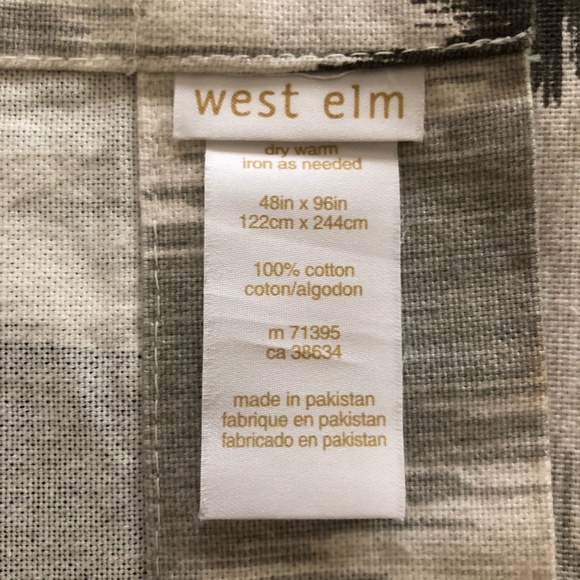 west elm
dry warm
iron as needed
48in x 96in
122cm x 244cm
100% cotton
coton/algodon
m 71395
ca 38634
made in pakistan
fabrique en pakistan
fabricado en pakistan